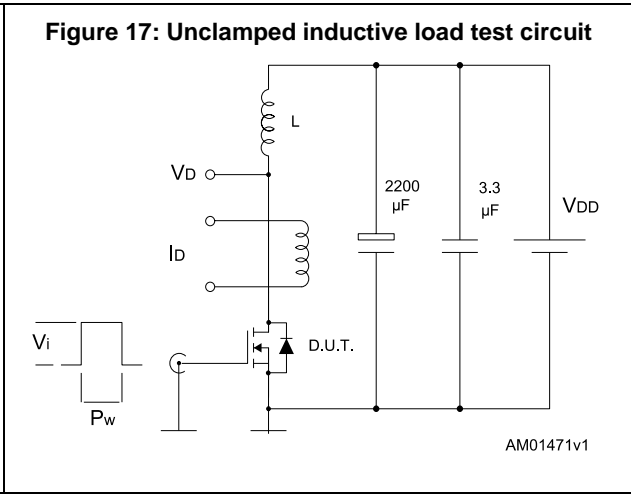 Figure 17: Unclamped inductive load test circuit
L
VD
2200
µF
3.3
µF
VDD
ID
Vi
D.U.T.
Pw
AM01471v1